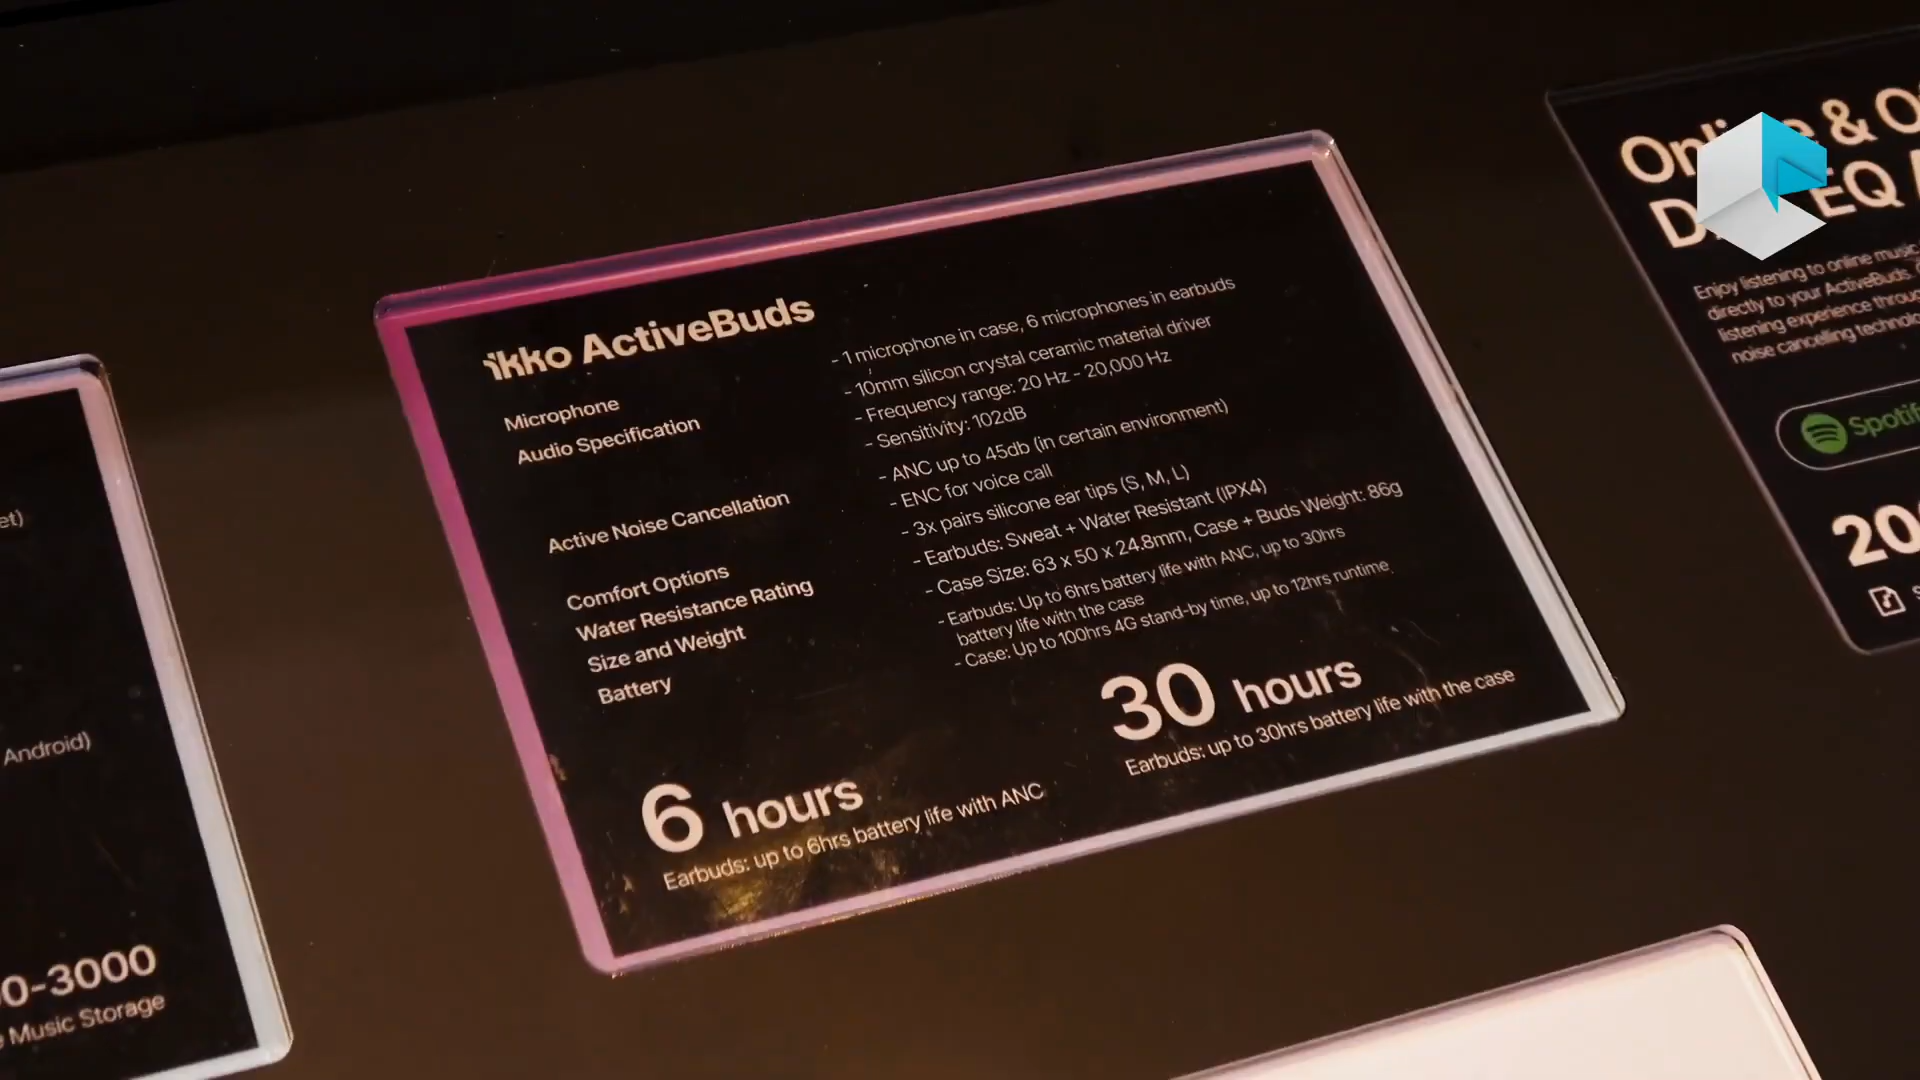 ikko ActiveBuds
Microphone
- 1 microphone in case, 6 microphones in earbuds
Audio Specification
- 10mm silicon crystal ceramic material driver
- Frequency range: 20 Hz - 20,000 Hz
- Sensitivity: 102dB
Active Noise Cancellation
- ANC up to 45db (in certain environment)
- ENC for voice call
Comfort Options
- 3x pairs silicone ear tips (S, M, L)
Water Resistance Rating
- Earbuds: Sweat + Water Resistant (IPX4)
Size and Weight
- Case Size: 63 x 50 x 24.8mm, Case + Buds Weight: 86g
Battery
- Earbuds: Up to 6hrs battery life with ANC, up to 30hrs
battery life with the case
- Case: Up to 100hrs 4G stand-by time, up to 12hrs runtime
6 hours
Earbuds: up to 6hrs battery life with ANC
30 hours
Earbuds: up to 30hrs battery life with the case
Android)
0-3000
Music Storage
Online &
EQ
Enjoy listening to online music
directly to your ActiveBuds.
listening experience
noise cancelling
Spotify